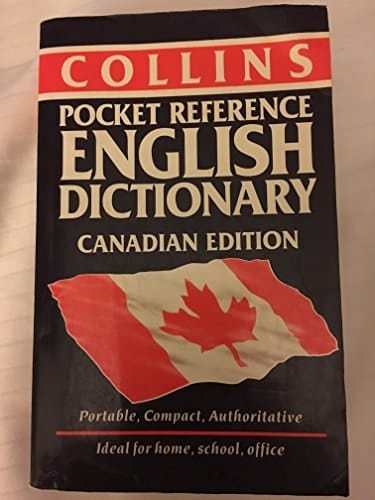 COLLINS
POCKET REFERENCE
ENGLISH
DICTIONARY
CANADIAN EDITION
Portable, Compact, Authoritative
Ideal for home, school, office